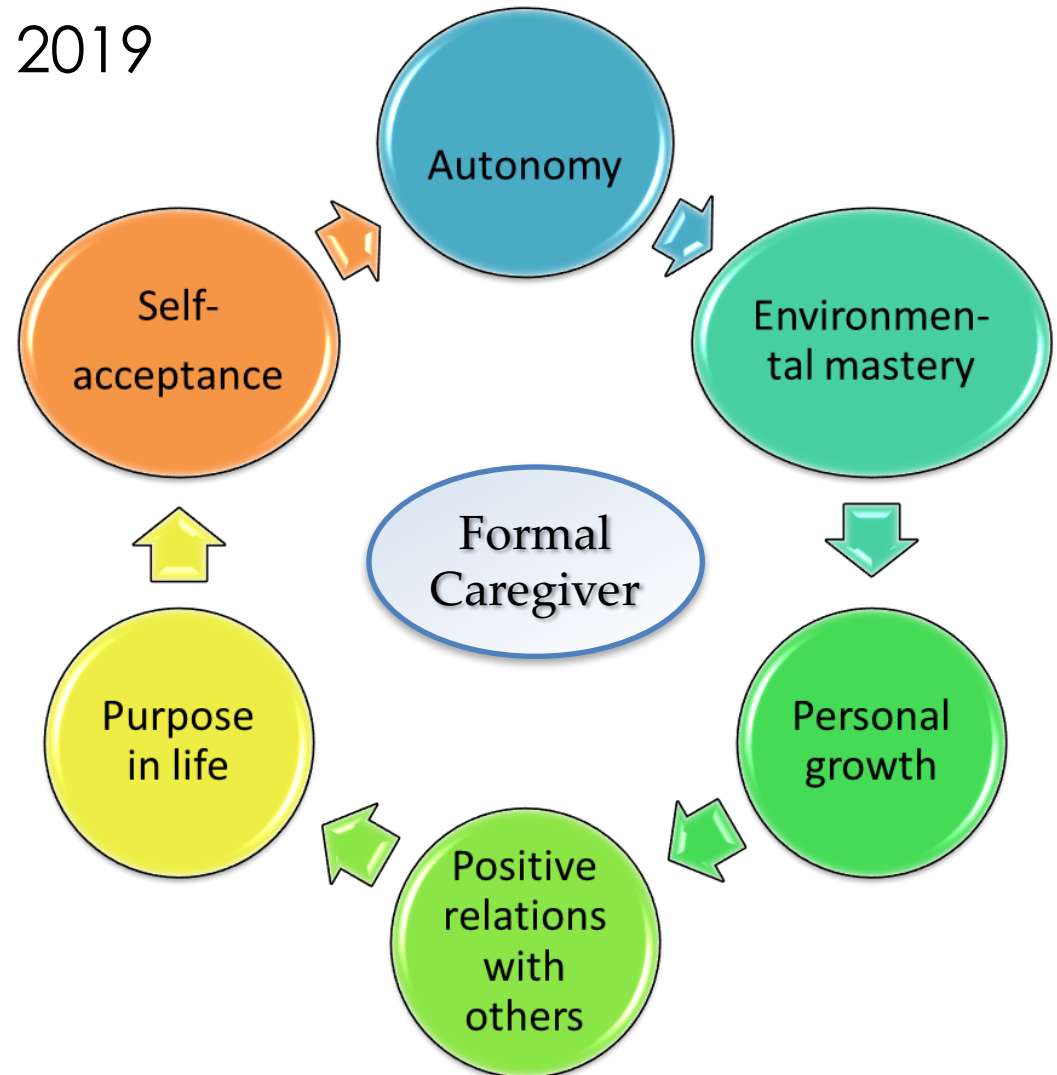 2019
Autonomy
Environmen-
tal mastery
Personal
growth
Positive
relations
with
others
Purpose
in life
Self-
acceptance
Formal
Caregiver